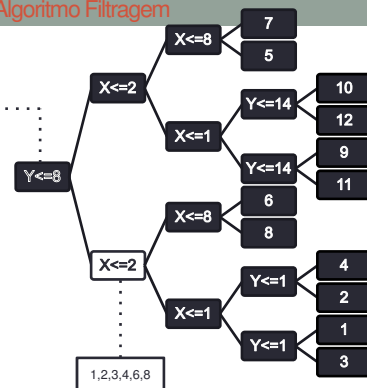 Algoritmo Filtragem
7
X<=8
5
X<=2
10
Y<=14
12
X<=1
9
Y<=14
11
Y<=8
6
X<=8
8
X<=2
4
Y<=1
2
X<=1
1
Y<=1
3
1,2,3,4,6,8